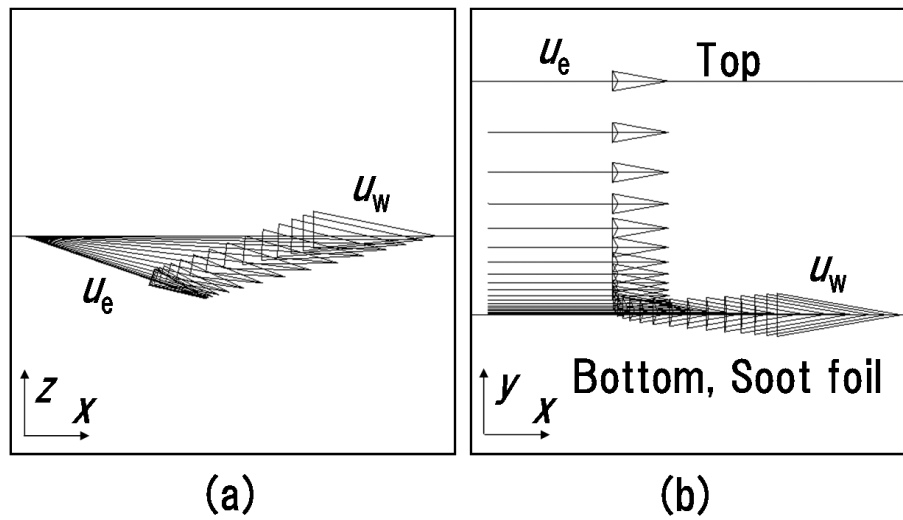 u_w
u_e
z
x
(a)
u_e
Top
u_w
Bottom, Soot foil
y
x
(b)